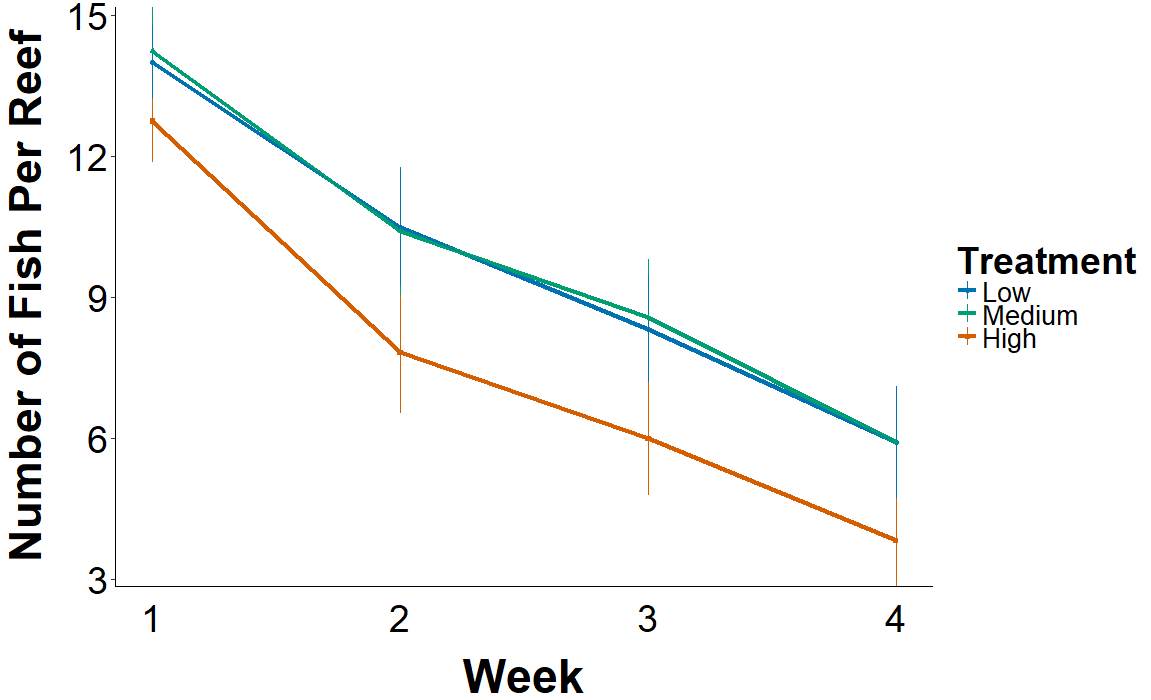 Number of Fish Per Reef
15
12
9
6
3
1 2 3 4
Week
Treatment
Low
Medium
High